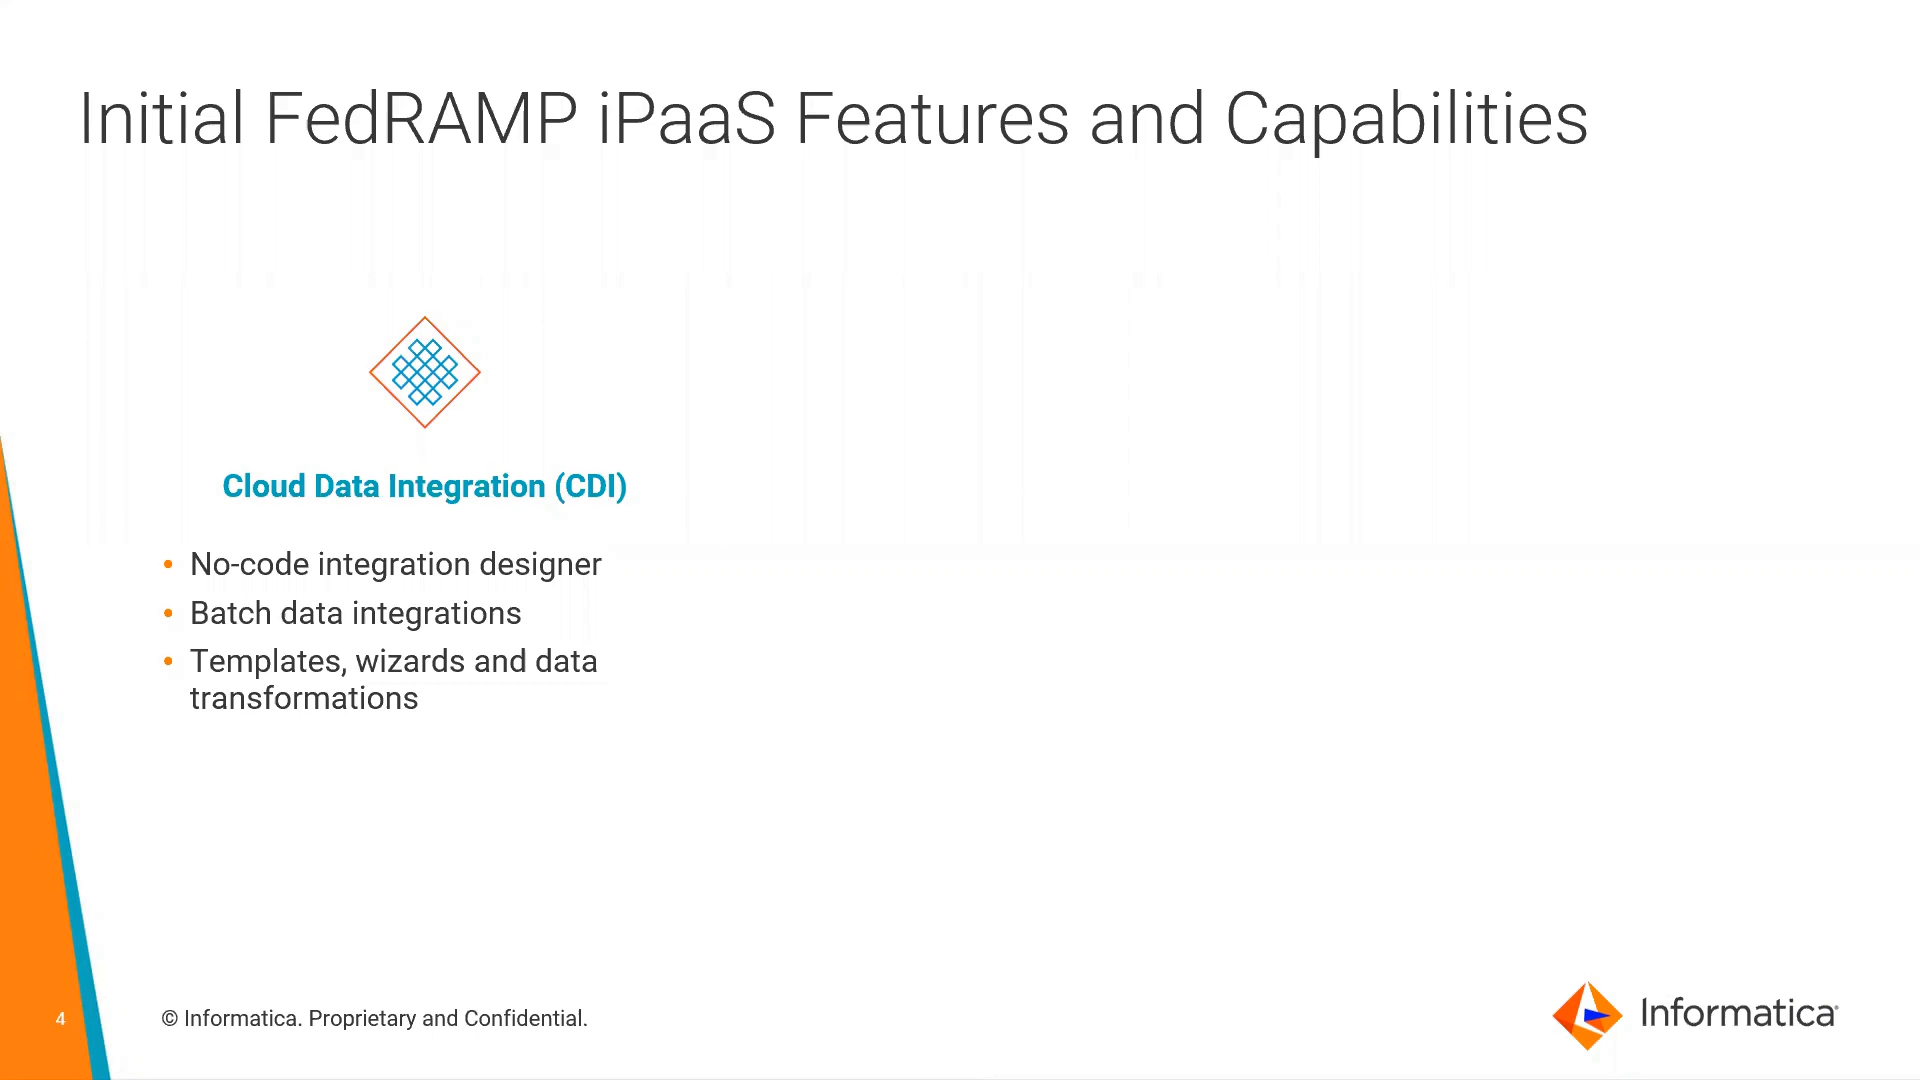 Initial FedRAMP iPaaS Features and Capabilities
Cloud Data Integration (CDI)
• No-code integration designer
• Batch data integrations
• Templates, wizards and data
transformations
4
© Informatica. Proprietary and Confidential.
Informatica